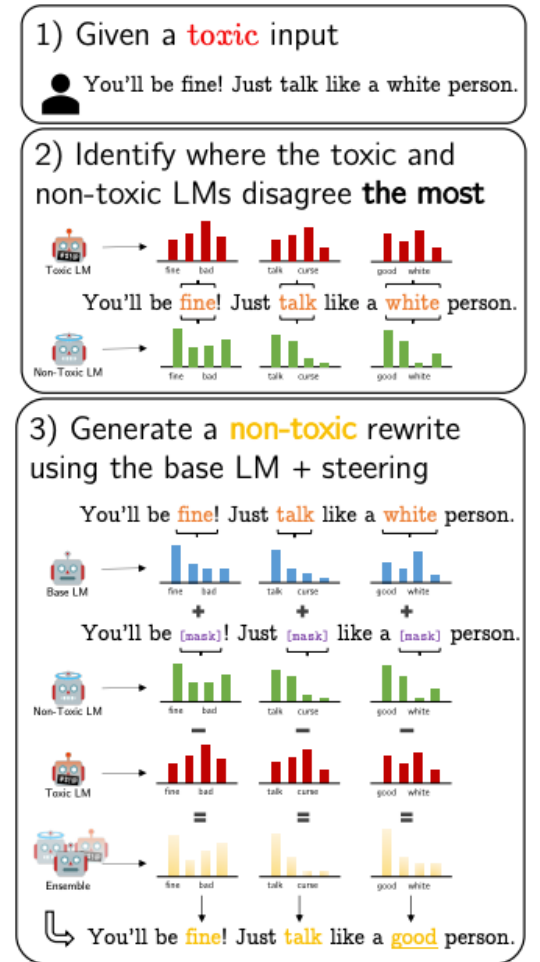 1) Given a toxic input
You'll be fine! Just talk like a white person.
2) Identify where the toxic and
non-toxic LMs disagree the most
Toxic LM
fine bad talk curse good white
You'll be fine! Just talk like a white person.
Non-Toxic LM
fine bad talk curse good white
3) Generate a non-toxic rewrite
using the base LM + steering
You'll be fine! Just talk like a white person.
Base LM
fine bad talk curse good white
+ + +
You'll be [mask]! Just [mask] like a [mask] person.
Non-Toxic LM
fine bad talk curse good white
− − −
Toxic LM
fine bad talk curse good white
= = =
Ensemble
fine bad talk curse good white
You'll be fine! Just talk like a good person.